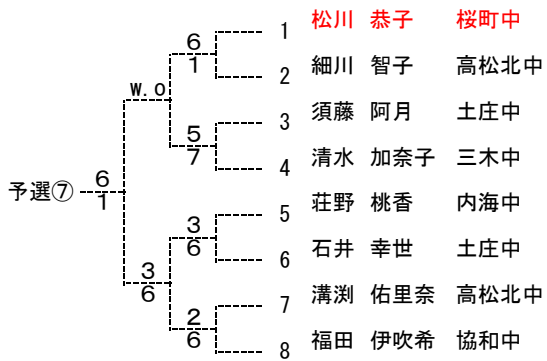 1 松川 恭子 桜町中
6
1
2 細川 智子 高松北中
W.O
3 須藤 阿月 土庄中
5
7
4 清水 加奈子 三木中
予選⑦
6
1
5 荘野 桃香 内海中
3
6
6 石井 幸世 土庄中
3
6
7 溝渕 佑里奈 高松北中
2
6
8 福田 伊吹希 協和中